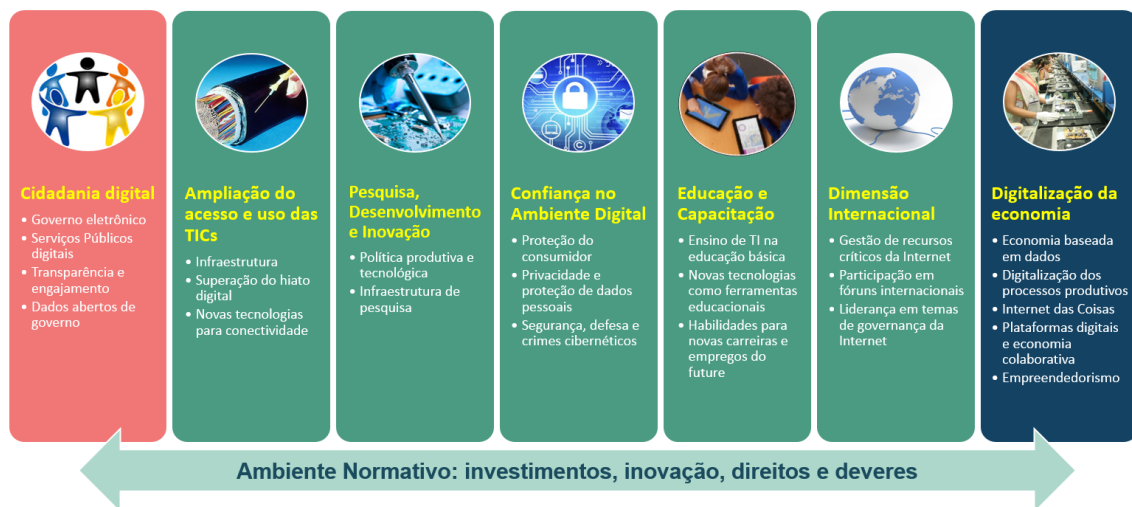 Cidadania digital
• Governo eletrônico
• Serviços Públicos
digitais
• Transparência e
engajamento
• Dados abertos de
governo
Ampliação do
acesso e uso das
TICs
• Infraestrutura
• Superação do hiato
digital
• Novas tecnologias
para conectividade
Pesquisa,
Desenvolvimento
e Inovação
• Política produtiva e
tecnológica
• Infraestrutura de
pesquisa
Confiança no
Ambiente Digital
• Proteção do
consumidor
• Privacidade e
proteção de dados
pessoais
• Segurança, defesa e
crimes cibernéticos
Educação e
Capacitação
• Ensino de TI na
educação básica
• Novas tecnologias
como ferramentas
educacionais
• Habilidades para
novas carreiras e
empregos do
future
Dimensão
Internacional
• Gestão de recursos
críticos da Internet
• Participação em
fóruns internacionais
• Liderança em temas
de governança da
Internet
Digitalização da
economia
• Economia baseada
em dados
• Digitalização dos
processos produtivos
• Internet das Coisas
• Plataformas digitais
e economia
colaborativa
• Empreendedorismo
Ambiente Normativo: investimentos, inovação, direitos e deveres